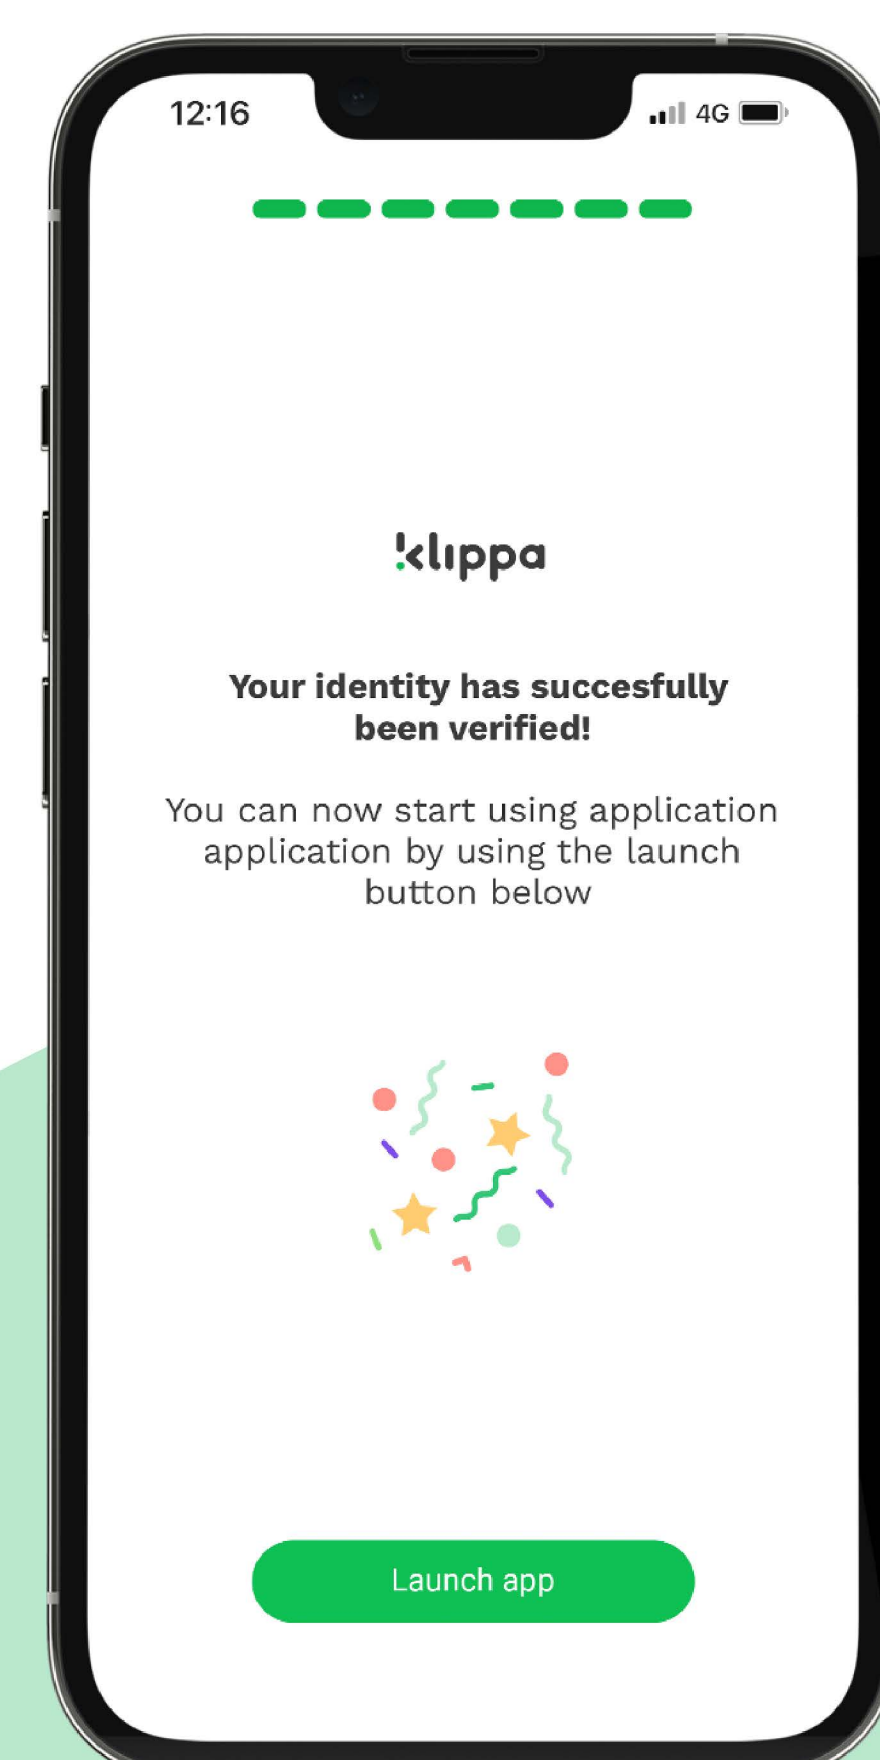 12:16
4G
klippa
Your identity has succesfully
been verified!
You can now start using application
application by using the launch
button below
Launch app